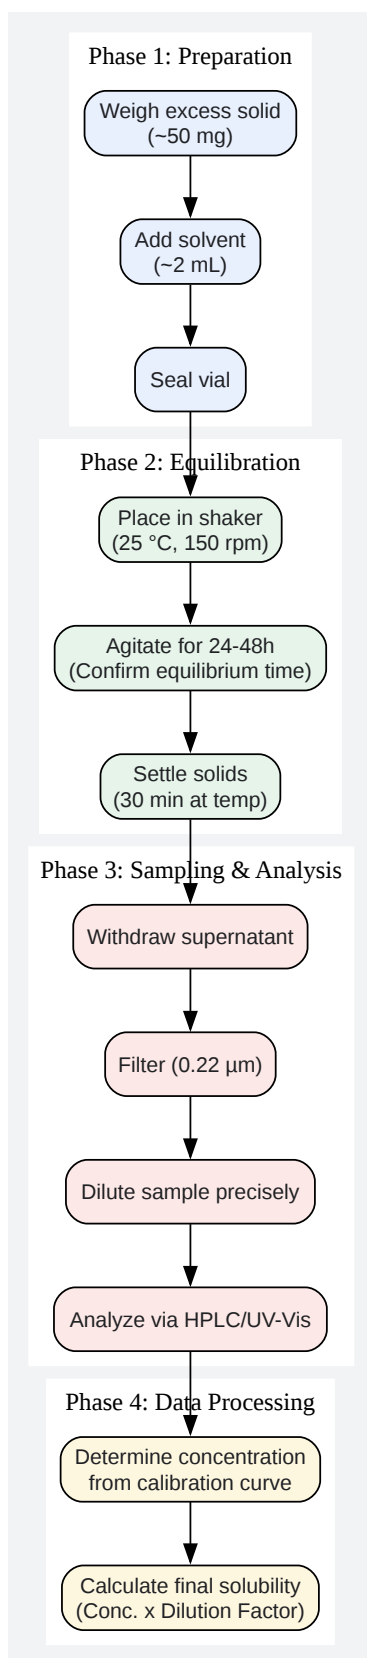 Phase 1: Preparation
Weigh excess solid
(~50 mg)
Add solvent
(~2 mL)
Seal vial
Phase 2: Equilibration
Place in shaker
(25 °C, 150 rpm)
Agitate for 24-48h
(Confirm equilibrium time)
Settle solids
(30 min at temp)
Phase 3: Sampling & Analysis
Withdraw supernatant
Filter (0.22 µm)
Dilute sample precisely
Analyze via HPLC/UV-Vis
Phase 4: Data Processing
Determine concentration
from calibration curve
Calculate final solubility
(Conc. x Dilution Factor)